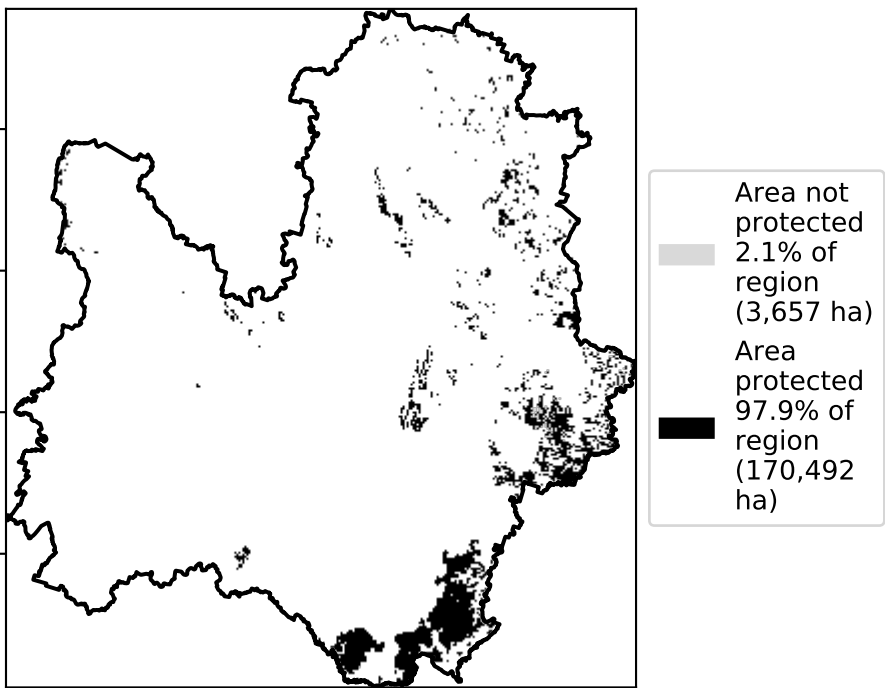 Area not
protected
2.1% of
region
(3,657 ha)
Area
protected
97.9% of
region
(170,492
ha)